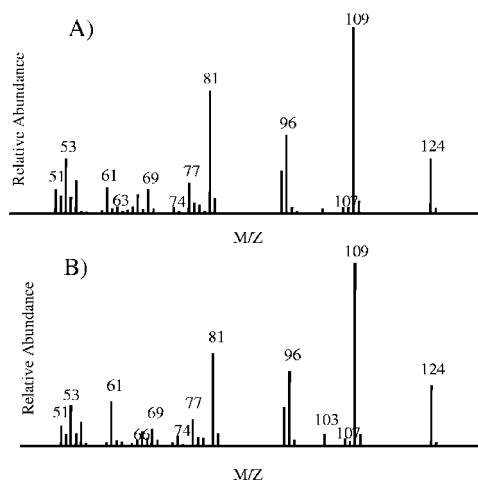 A)
Relative Abundance
51 53 61 63 69 74 77 81 96 107 109 124
M/Z
B)
Relative Abundance
51 53 61 66 69 74 77 81 96 103 107 109 124
M/Z